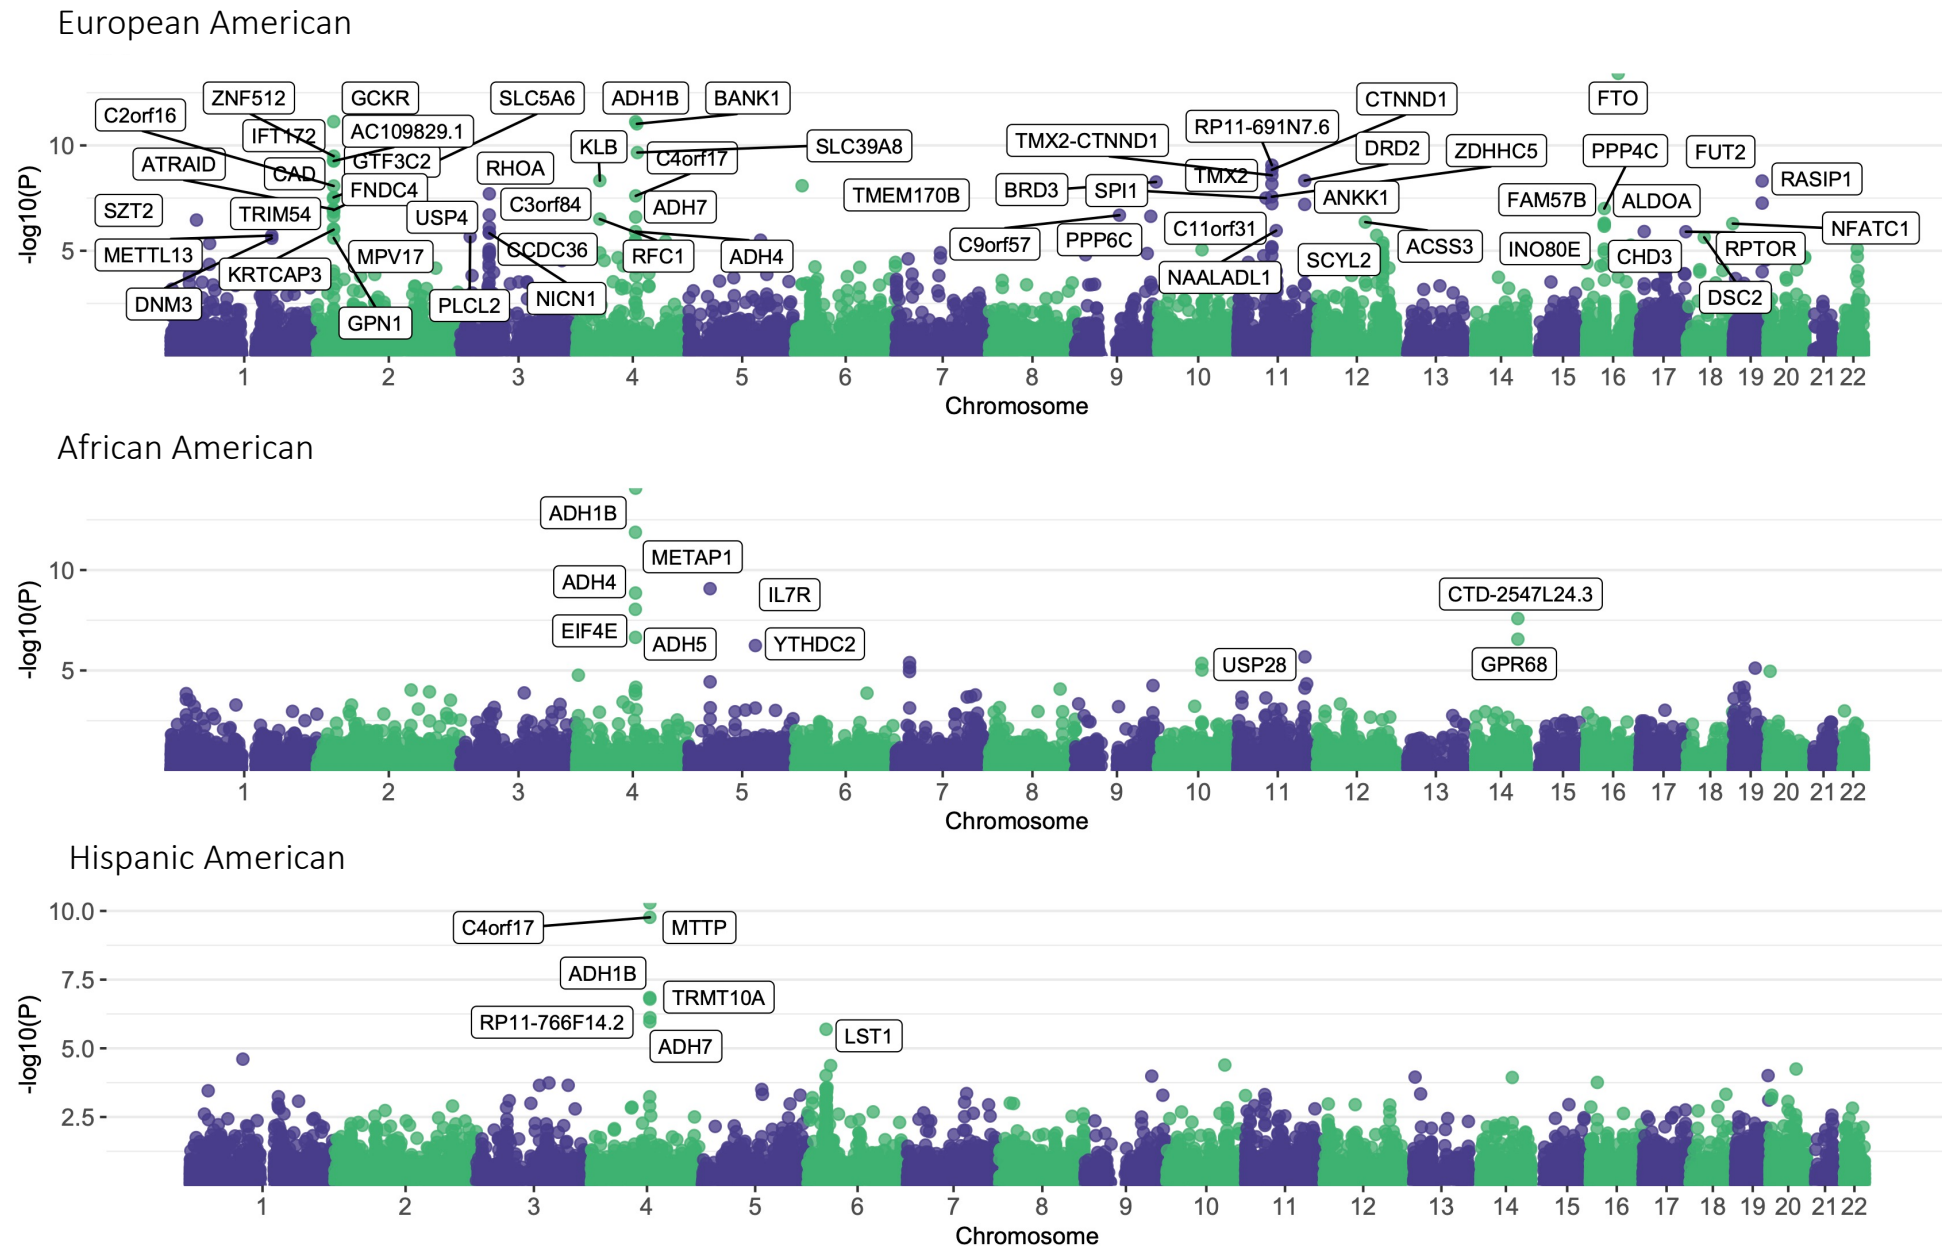 European American
ZNF512 GCKR SLC5A6 ADH1B BANK1 CTNND1 FTO
C2orf16 IFT172 AC109829.1 RP11-691N7.6
10
KLB SLC39A8 TMX2-CTNND1 DRD2 ZDHHC5 PPP4C FUT2
ATRAID CAD GTF3C2 RHOA C4orf17 TMX2 RASIP1
FNDC4 TMEM170B BRD3 SPI1 ANKK1
SZT2 TRIM54 USP4 C3orf84 ADH7 FAM57B ALDOA
C11orf31 NFATC1
5
METTL13 MPV17 CCDC36 RFC1 ADH4 C9orf57 PPP6C ACSS3 INO80E CHD3 RPTOR
KRTCAP3 NAALADL1 SCYL2
DNM3 PLCL2 NICN1 DSC2
GPN1
-log10(P)
1 2 3 4 5 6 7 8 9 10 11 12 13 14 15 16 17 18 19 20 21 22
Chromosome
African American
ADH1B
METAP1
10
ADH4 IL7R CTD-2547L24.3
EIF4E ADH5 YTHDC2
USP28 GPR68
5
-log10(P)
1 2 3 4 5 6 7 8 9 10 11 12 13 14 15 16 17 18 19 20 21 22
Chromosome
Hispanic American
10.0
C4orf17 MTTP
7.5
ADH1B
TRMT10A
RP11-766F14.2
LST1
5.0
ADH7
2.5
-log10(P)
1 2 3 4 5 6 7 8 9 10 11 12 13 14 15 16 17 18 19 20 21 22
Chromosome